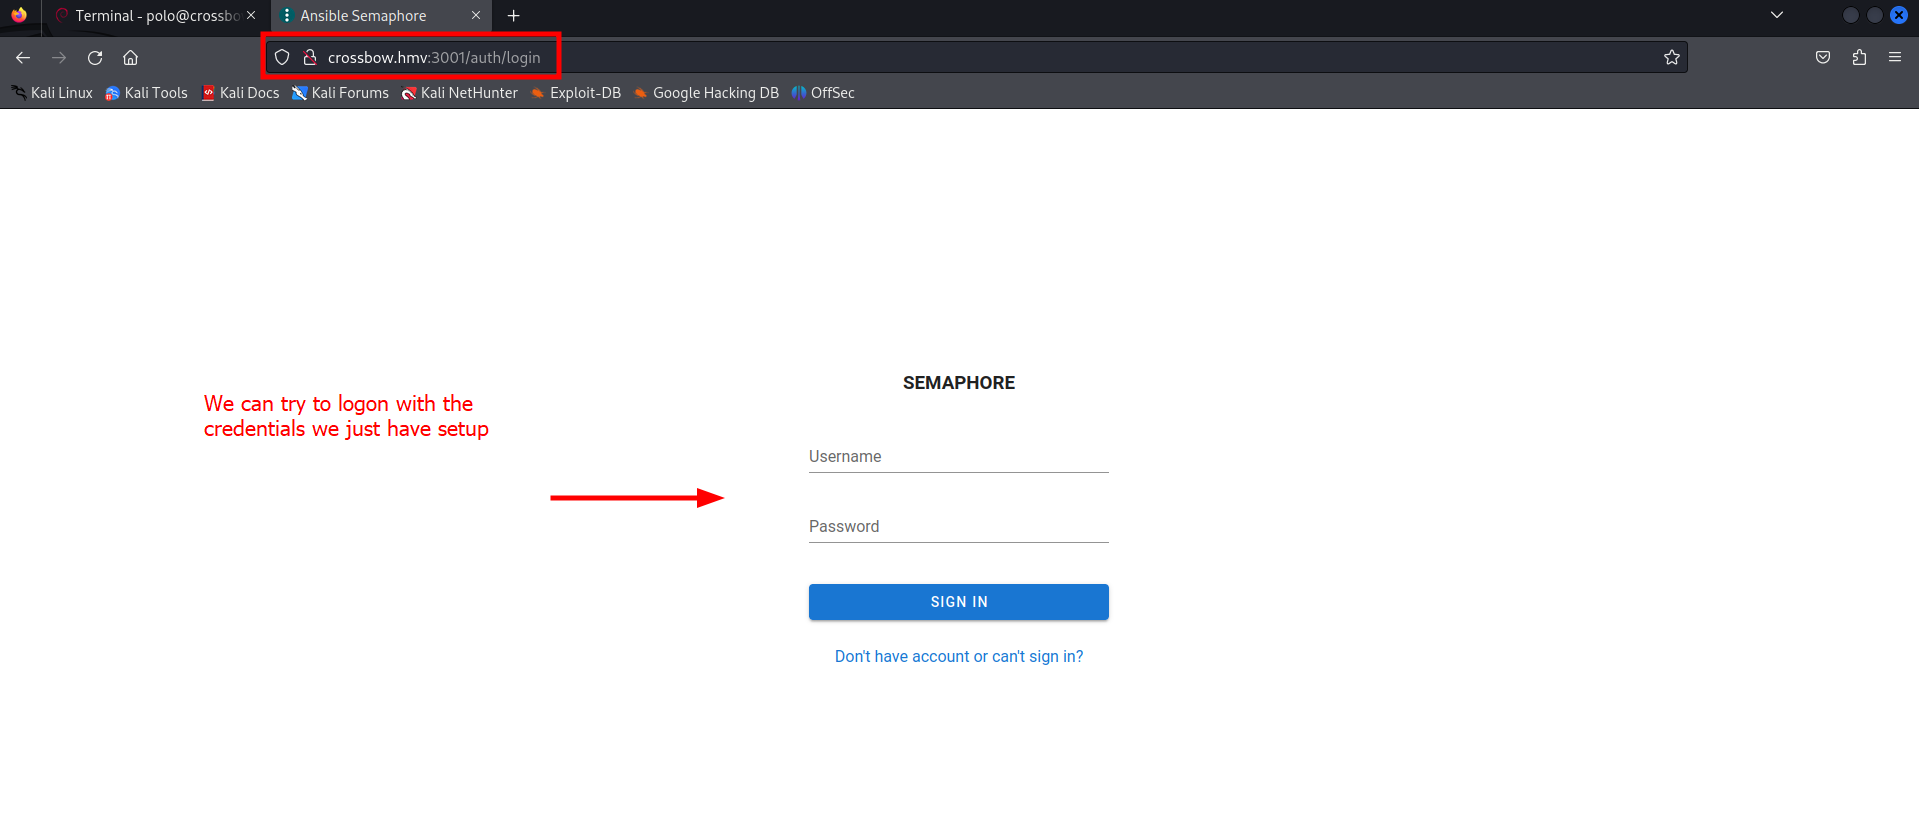 Terminal - polo@crossbo
Ansible Semaphore
crossbow.hmv:3001/auth/login
Kali Linux Kali Tools Kali Docs Kali Forums Kali NetHunter Exploit-DB Google Hacking DB OffSec
SEMAPHORE
We can try to logon with the
credentials we just have setup
Username
Password
SIGN IN
Don't have account or can't sign in?